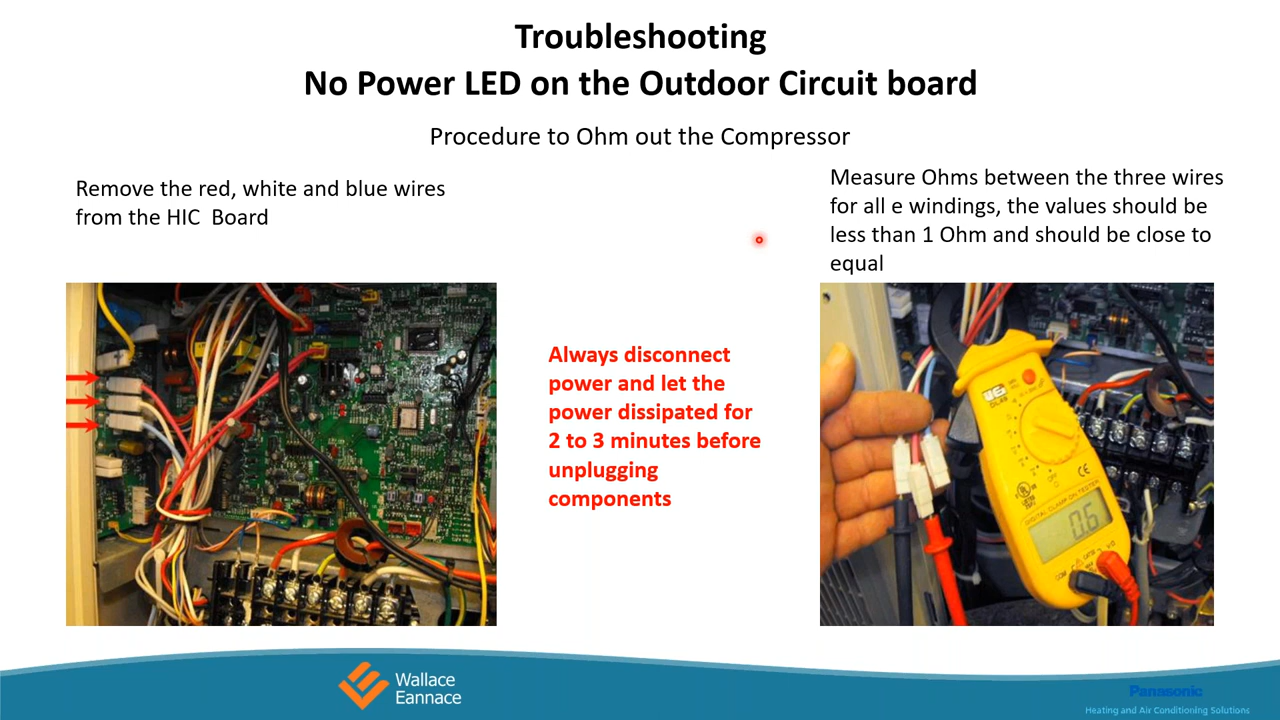 Troubleshooting
No Power LED on the Outdoor Circuit board
Procedure to Ohm out the Compressor
Remove the red, white and blue wires
from the HIC Board
Measure Ohms between the three wires
for all e windings, the values should be
less than 1 Ohm and should be close to
equal
Always disconnect
power and let the
power dissipated for
2 to 3 minutes before
unplugging
components
DIGITAL CLAMP-ON TESTER
CE
OFF
0.6
COM
Wallace
Eannace
Panasonic
Heating and Air Conditioning Solutions